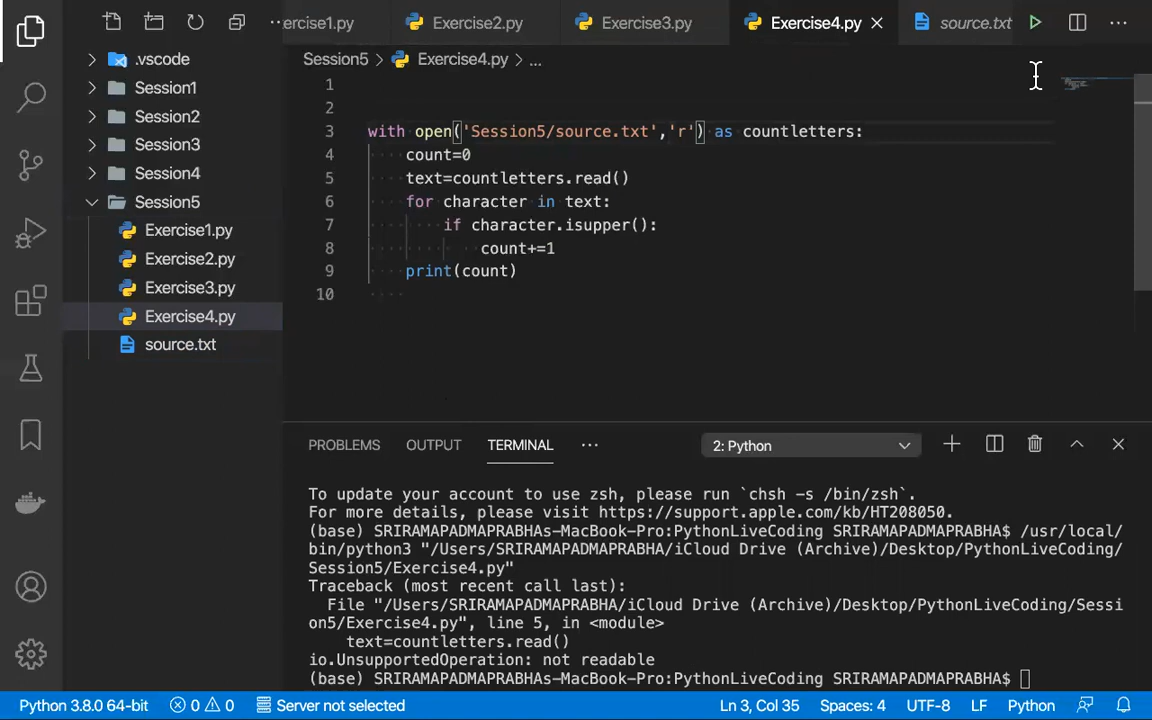 ercise1.py
Exercise2.py
Exercise3.py
Exercise4.py
source.txt
.vscode
Session1
Session2
Session3
Session4
Session5
Exercise1.py
Exercise2.py
Exercise3.py
Exercise4.py
source.txt
Session5 > Exercise4.py > ...
1
2
3 with open('Session5/source.txt','r') as countletters:
4 count=0
5 text=countletters.read()
6 for character in text:
7 if character.isupper():
8 count+=1
9 print(count)
10
PROBLEMS OUTPUT TERMINAL ... 2: Python
To update your account to use zsh, please run `chsh -s /bin/zsh`.
For more details, please visit https://support.apple.com/kb/HT208050.
(base) SRIRAMAPADMAPRABHAs-MacBook-Pro:PythonLiveCoding SRIRAMAPADMAPRABHA$ /usr/local/
bin/python3 "/Users/SRIRAMAPADMAPRABHA/iCloud Drive (Archive)/Desktop/PythonLiveCoding/
Session5/Exercise4.py"
Traceback (most recent call last):
File "/Users/SRIRAMAPADMAPRABHA/iCloud Drive (Archive)/Desktop/PythonLiveCoding/Sessi
on5/Exercise4.py", line 5, in <module>
text=countletters.read()
io.UnsupportedOperation: not readable
(base) SRIRAMAPADMAPRABHAs-MacBook-Pro:PythonLiveCoding SRIRAMAPADMAPRABHA$
Python 3.8.0 64-bit 0 0 Server not selected Ln 3, Col 35 Spaces: 4 UTF-8 LF Python